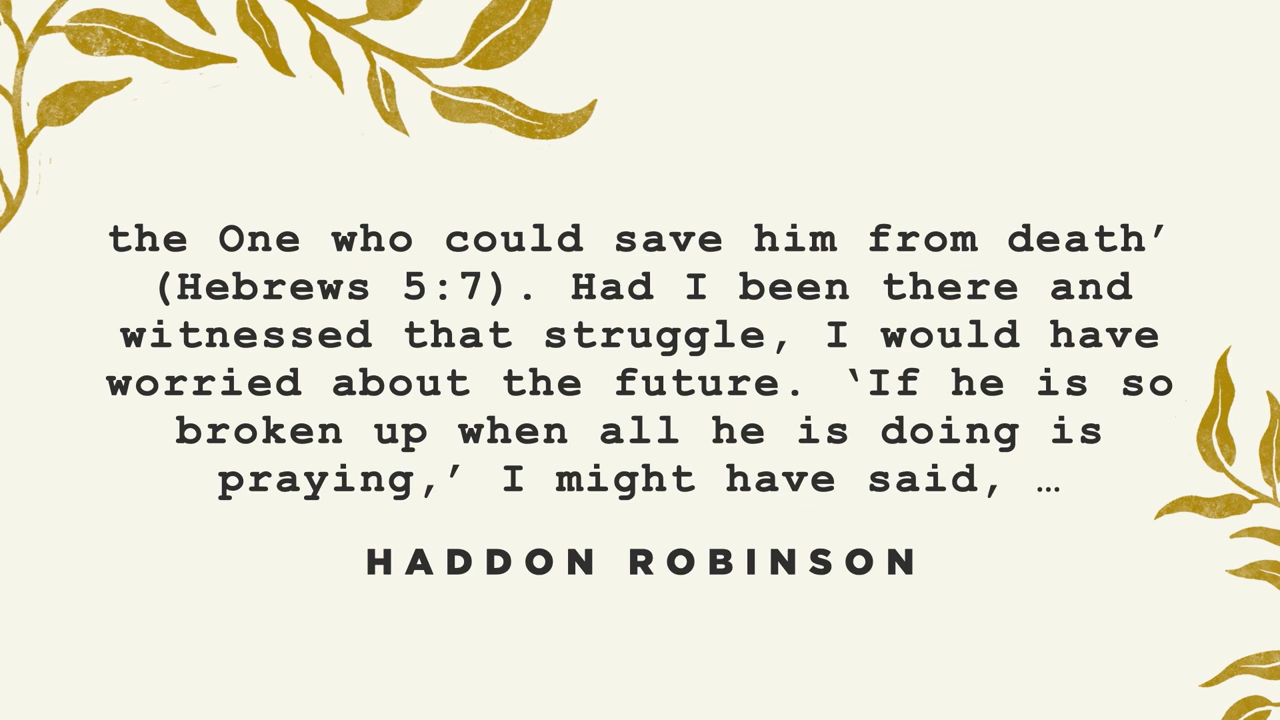 the One who could save him from death’
(Hebrews 5:7). Had I been there and
witnessed that struggle, I would have
worried about the future. ‘If he is so
broken up when all he is doing is
praying,’ I might have said, …
HADDON ROBINSON